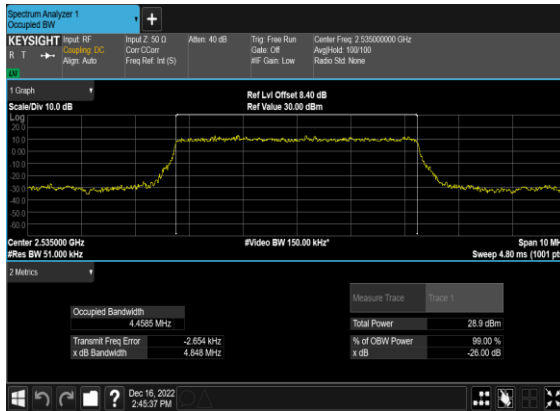 Spectrum Analyzer 1
Occupied BW
KEYSIGHT
R T
Input: RF
Coupling: DC
Align: Auto
Input Z: 50 Ω
Corr CCorr
Freq Ref: Int (S)
Atten: 40 dB
Trig: Free Run
Gate: Off
#IF Gain: Low
Center Freq: 2.535000000 GHz
Avg|Hold: 100/100
Radio Std: None
1 Graph
Scale/Div 10.0 dB
Ref Lvl Offset 8.40 dB
Ref Value 30.00 dBm
Log
20.0
10.0
0.00
-10.0
-20.0
-30.0
-40.0
-50.0
-60.0
Center 2.535000 GHz
#Res BW 51.000 kHz
#Video BW 150.00 kHz*
Span 10 MH
Sweep 4.80 ms (1001 pt
2 Metrics
Occupied Bandwidth
4.4585 MHz
Transmit Freq Error -2.654 kHz
x dB Bandwidth 4.848 MHz
Measure Trace Trace 1
Total Power 28.9 dBm
% of OBW Power 99.00 %
x dB -26.00 dB
?
Dec 16, 2022
2:45:37 PM